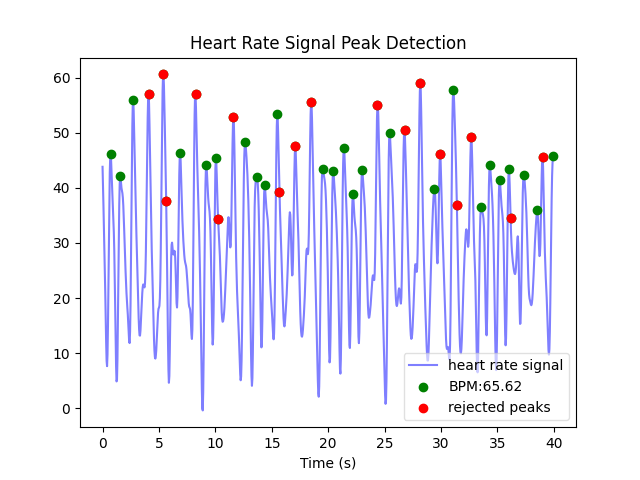 Heart Rate Signal Peak Detection
60
50
40
30
20
10
0
heart rate signal
BPM:65.62
rejected peaks
0 5 10 15 20 25 30 35 40
Time (s)